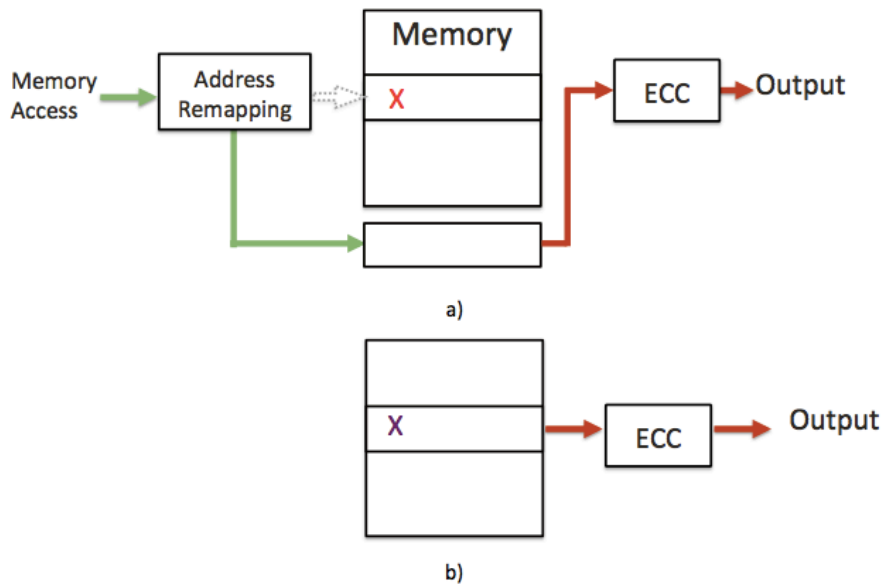 Memory
Memory
Access
Address
Remapping
X
ECC
Output
a)
X
ECC
Output
b)